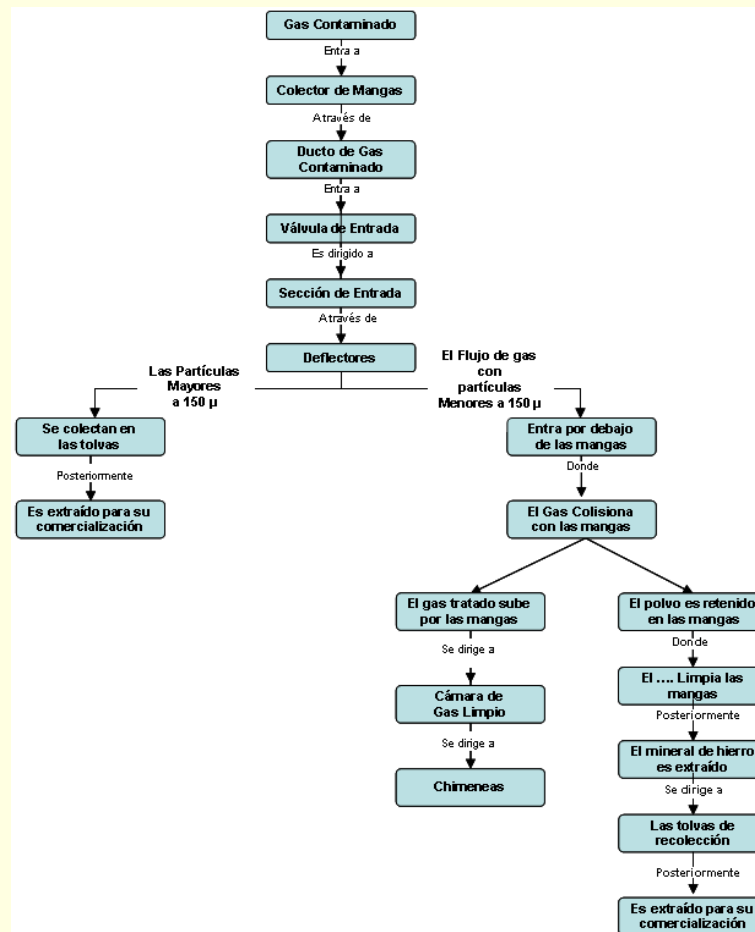 Gas Contaminado
Entra a
Colector de Mangas
Através de
Ducto de Gas
Contaminado
Entra a
Válvula de Entrada
Es dirigido a
Sección de Entrada
Através de
Deflectores
Las Partículas
Mayores
a 150 µ
El Flujo de gas
con
partículas
Menores a 150 µ
Se colectan en
las tolvas
Posteriormente
Es extraído para su
comercialización
Entra por debajo
de las mangas
Donde
El Gas Colisiona
con las mangas
El gas tratado sube
por las mangas
Se dirige a
Cámara de
Gas Limpio
Se dirige a
Chimeneas
El polvo es retenido
en las mangas
Donde
El .... Limpia las
mangas
Posteriormente
El mineral de hierro
es extraído
Se dirige a
Las tolvas de
recolección
Posteriormente
Es extraído para su
comercialización